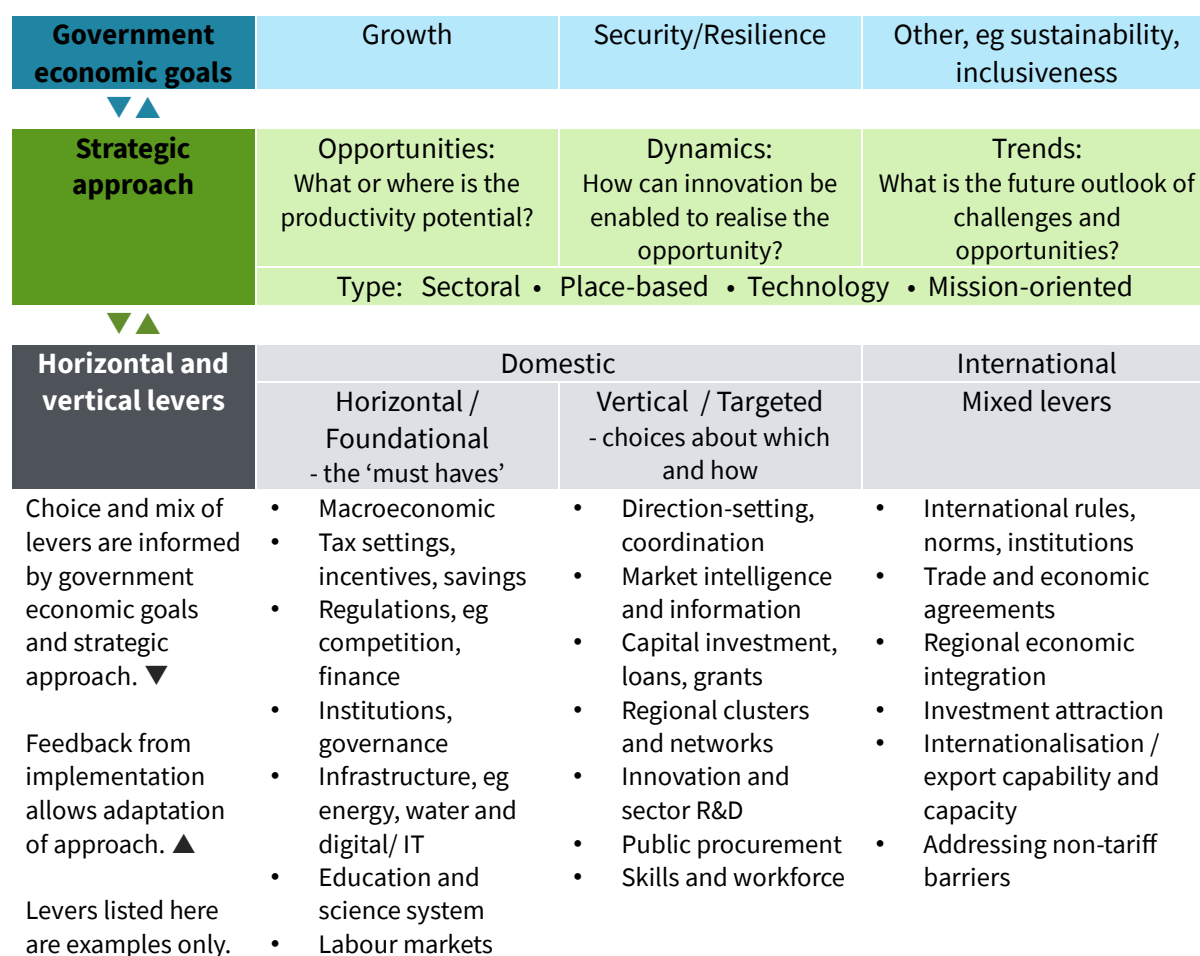 Government
economic goals
Growth
Security/Resilience
Other, eg sustainability,
inclusiveness
▼▲
Strategic
approach
Opportunities:
What or where is the
productivity potential?
Dynamics:
How can innovation be
enabled to realise the
opportunity?
Trends:
What is the future outlook of
challenges and
opportunities?
Type: Sectoral • Place-based • Technology • Mission-oriented
▼▲
Horizontal and
vertical levers
Domestic
International
Horizontal /
Foundational
- the ‘must haves’
Vertical / Targeted
- choices about which
and how
Mixed levers
Choice and mix of
levers are informed
by government
economic goals
and strategic
approach. ▼
Feedback from
implementation
allows adaptation
of approach. ▲
Levers listed here
are examples only.
• Macroeconomic
• Tax settings,
incentives, savings
• Regulations, eg
competition,
finance
• Institutions,
governance
• Infrastructure, eg
energy, water and
digital/ IT
• Education and
science system
• Labour markets
• Direction-setting,
coordination
• Market intelligence
and information
• Capital investment,
loans, grants
• Regional clusters
and networks
• Innovation and
sector R&D
• Public procurement
• Skills and workforce
• International rules,
norms, institutions
• Trade and economic
agreements
• Regional economic
integration
• Investment attraction
• Internationalisation /
export capability and
capacity
• Addressing non-tariff
barriers